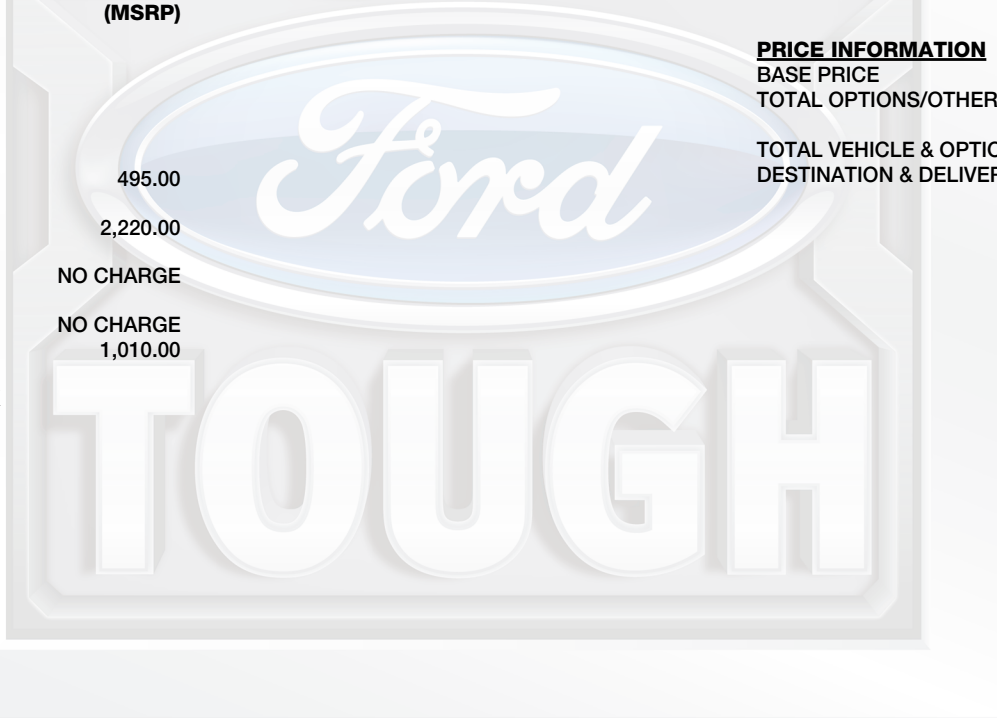 (MSRP)
495.00
2,220.00
NO CHARGE
NO CHARGE
1,010.00
PRICE INFORMATION
BASE PRICE
TOTAL OPTIONS/OTHER
TOTAL VEHICLE & OPTIO
DESTINATION & DELIVER
Ford
TOUGH